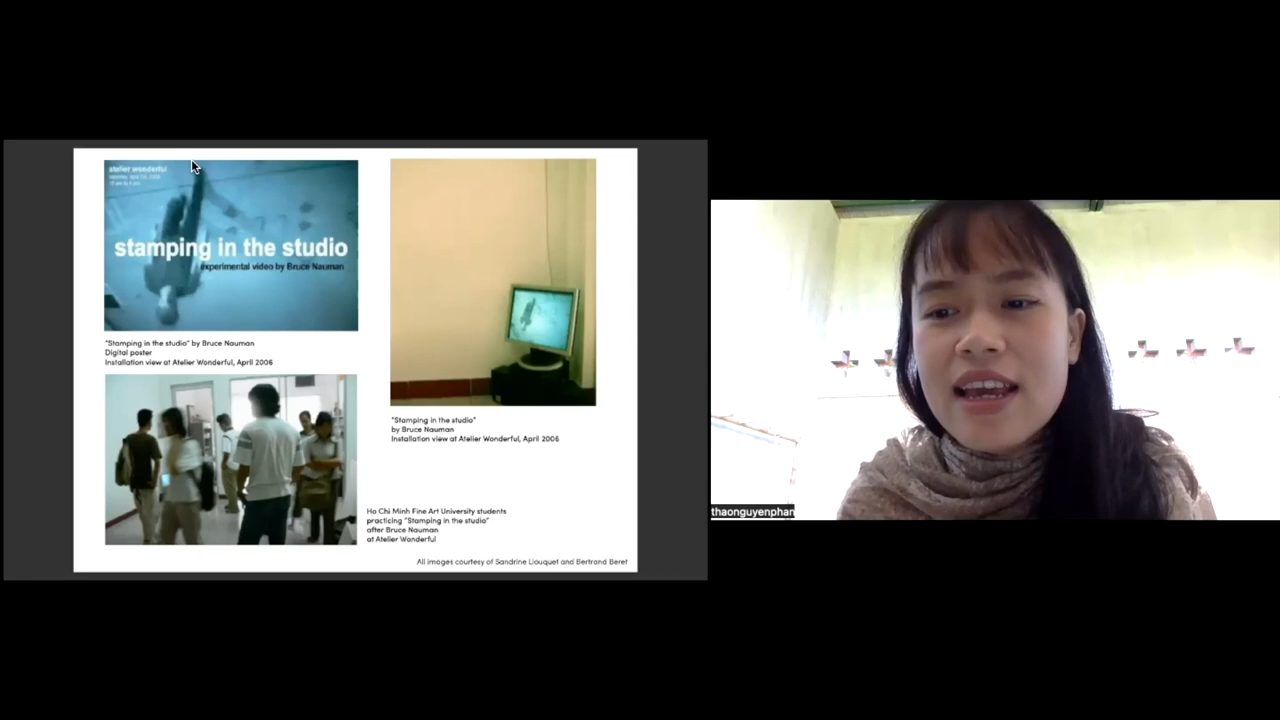 atelier wonderful
stamping in the studio
experimental video by Bruce Nauman
"Stamping in the studio" by Bruce Nauman
Digital poster
Installation view at Atelier Wonderful, April 2006
"Stamping in the studio"
by Bruce Nauman
Installation view at Atelier Wonderful, April 2006
Ho Chi Minh Fine Art University students
practicing "Stamping in the studio"
after Bruce Nauman
at Atelier Wonderful
All images courtesy of Sandrine Llouquet and Bertrand Beret
thaonguyenphan